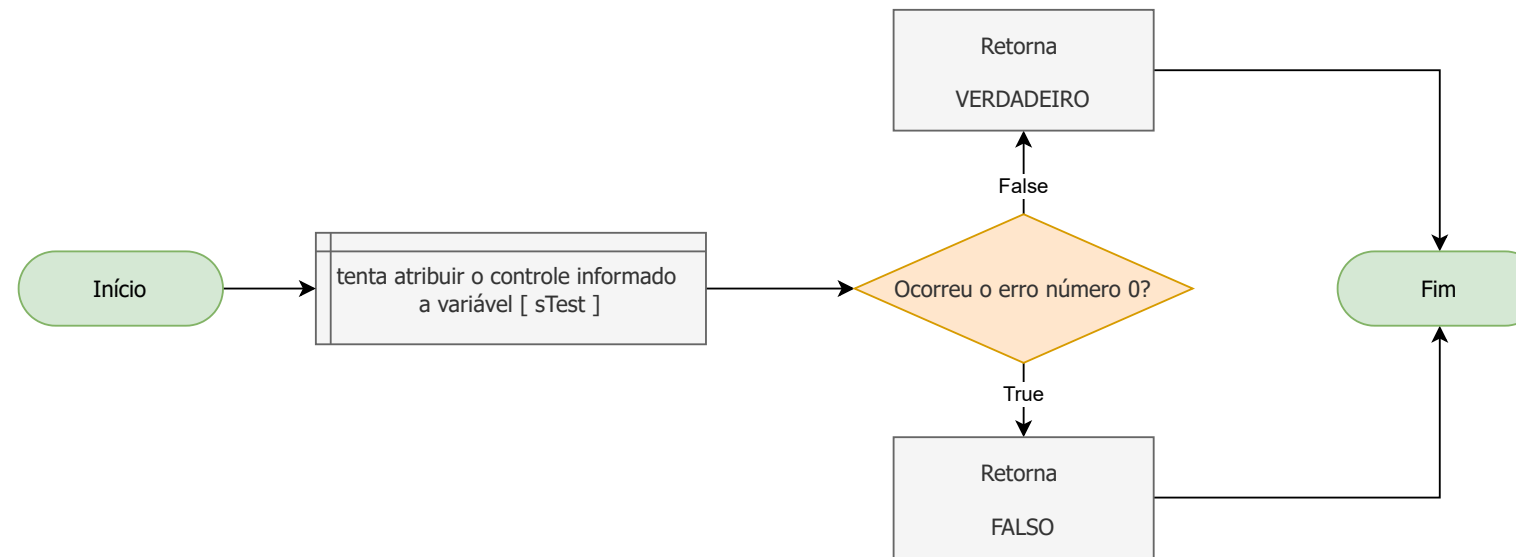 Retorna
VERDADEIRO
False
Início
tenta atribuir o controle informado
a variável [ sTest ]
Ocorreu o erro número 0?
Fim
True
Retorna
FALSO